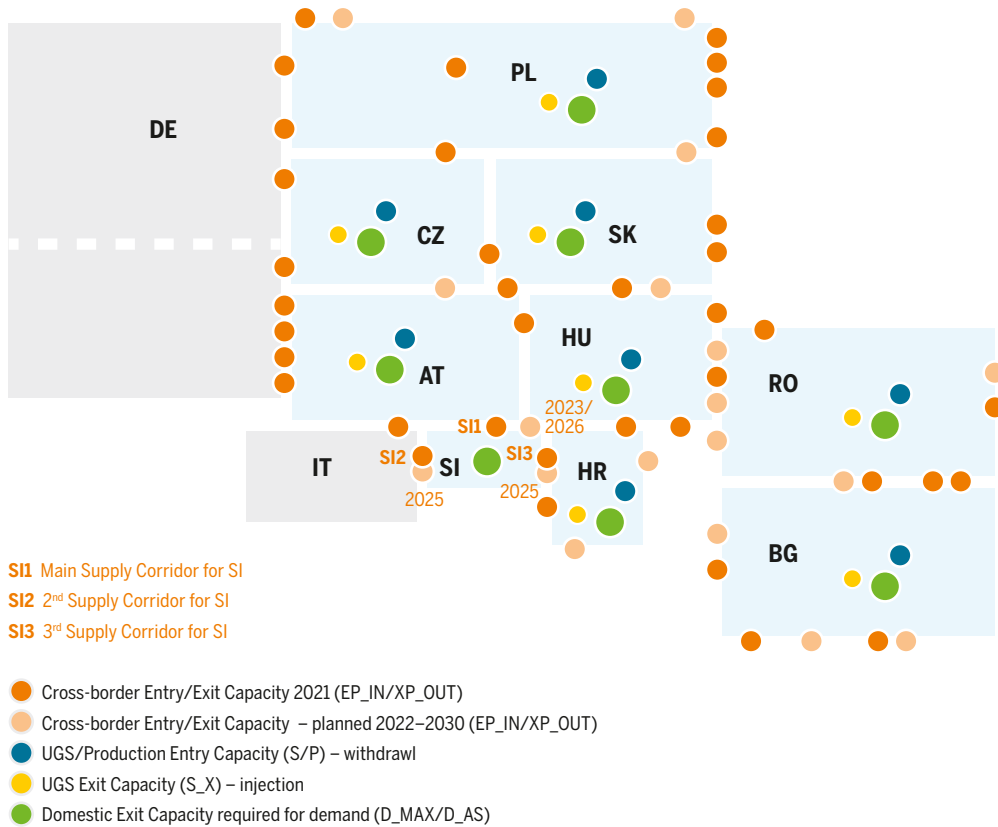 PL
DE
CZ
SK
HU
AT
RO
2023/
2026
SI1
SI2
SI
SI3
IT
HR
2025
2025
BG
SI1 Main Supply Corridor for SI
SI2 2nd Supply Corridor for SI
SI3 3rd Supply Corridor for SI
Cross-border Entry/Exit Capacity 2021 (EP_IN/XP_OUT)
Cross-border Entry/Exit Capacity – planned 2022–2030 (EP_IN/XP_OUT)
UGS/Production Entry Capacity (S/P) – withdrawl
UGS Exit Capacity (S_X) – injection
Domestic Exit Capacity required for demand (D_MAX/D_AS)